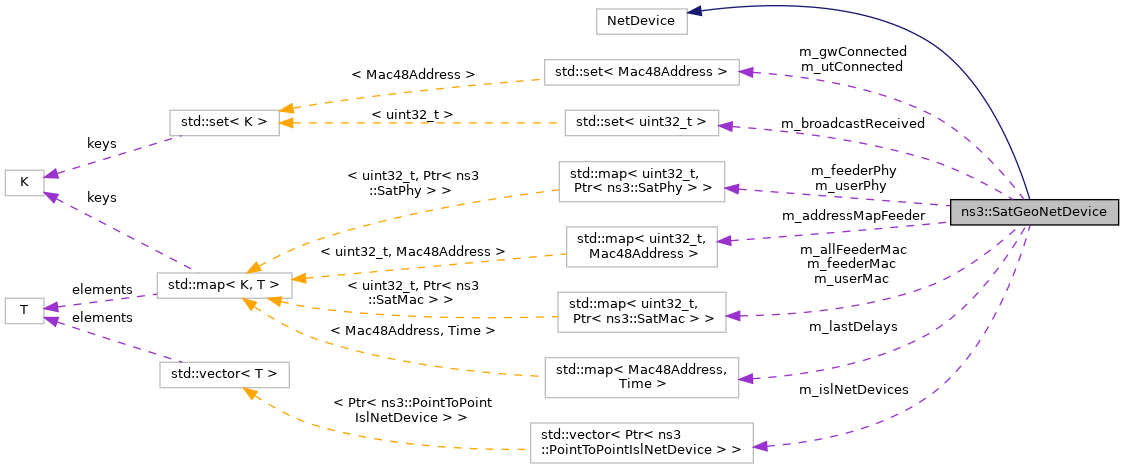 NetDevice
m_gwConnected
m_utConnected
std::set< Mac48Address >
< Mac48Address >
std::set< K >
< uint32_t >
std::set< uint32_t >
m_broadcastReceived
keys
K
keys
< uint32_t, Ptr< ns3
::SatPhy > >
std::map< uint32_t,
Ptr< ns3::SatPhy > >
m_feederPhy
m_userPhy
ns3::SatGeoNetDevice
m_addressMapFeeder
std::map< uint32_t,
Mac48Address >
< uint32_t, Mac48Address >
m_allFeederMac
m_feederMac
m_userMac
std::map< K, T >
< uint32_t, Ptr< ns3
::SatMac > >
std::map< uint32_t,
Ptr< ns3::SatMac > >
elements
T
elements
< Mac48Address, Time >
m_lastDelays
std::map< Mac48Address,
Time >
std::vector< T >
m_islNetDevices
< Ptr< ns3::PointToPoint
IslNetDevice > >
std::vector< Ptr< ns3
::PointToPointIslNetDevice > >